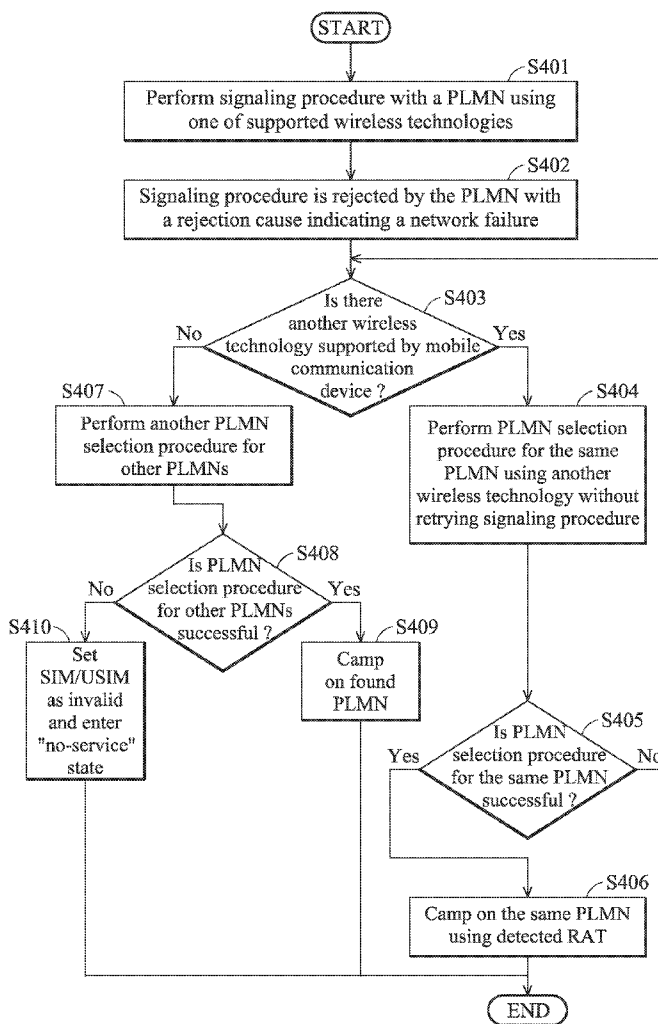 START
S401
Perform signaling procedure with a PLMN using
one of supported wireless technologies
S402
Signaling procedure is rejected by the PLMN with
a rejection cause indicating a network failure
S403
Is there
another wireless
technology supported by mobile
communication
device ?
No
Yes
S407
Perform another PLMN
selection procedure for
other PLMNs
S404
Perform PLMN selection
procedure for the same
PLMN using another
wireless technology without
retrying signaling procedure
S408
Is PLMN
selection procedure
for other PLMNs
successful ?
No
Yes
S410
Set
SIM/USIM
as invalid
and enter
"no-service"
state
S409
Camp
on found
PLMN
S405
Is PLMN
selection procedure
for the same PLMN
successful ?
Yes
No
S406
Camp on the same PLMN
using detected RAT
END